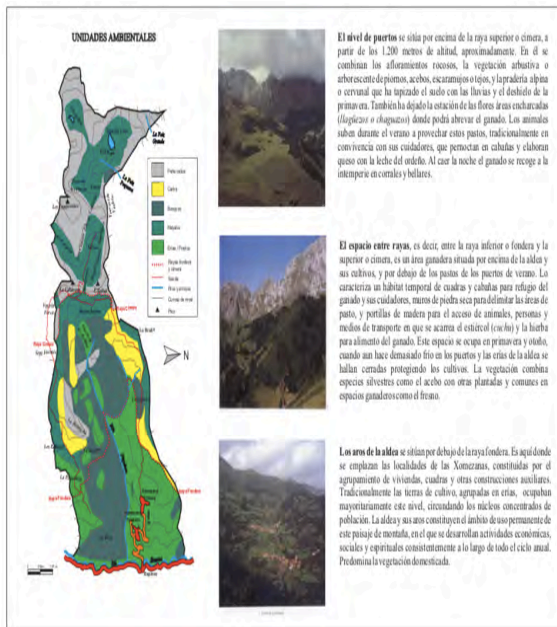 UNIDADES AMBIENTALES
N
El nivel de puertos se sitúa por encima de la raya superior o cimera, a
partir de los 1.200 metros de altitud, aproximadamente. En él se
combinan los afloramientos rocosos, la vegetación arbustiva o
arborescente de piornos, acebos, escaramujos o tejos, y la pradería alpina
o cervunal que ha tapizado el suelo con las lluvias y el deshielo de la
primavera. También ha dejado la estación de las flores áreas encharcadas
(llagüezos o chaguazos) donde podrá abrevar el ganado. Los animales
suben durante el verano a provechar estos pastos, tradicionalmente en
convivencia con sus cuidadores, que pernoctan en cabañas y elaboran
queso con la leche del ordeño. Al caer la noche el ganado se recoge a la
intemperie en corrales y bellares.
El espacio entre rayas, es decir, entre la raya inferior o fondera y la
superior o cimera, es un área ganadera situada por encima de la aldea y
sus cultivos, y por debajo de los pastos de los puertos de verano. Lo
caracteriza un hábitat temporal de cuadras y cabañas para refugio del
ganado y sus cuidadores, muros de piedra seca para delimitar las áreas de
pasto, y portillas de madera para el acceso de animales, personas y
medios de transporte en que se acarrea el estiércol (cucho) y la hierba
para alimento del ganado. Este espacio se ocupa en primavera y otoño,
cuando aun hace demasiado frío en los puertos y las erías de la aldea se
hallan cerradas protegiendo los cultivos. La vegetación combina
especies silvestres como el acebo con otras plantadas y comunes en
espacios ganaderos como el fresno.
Los aros de la aldea se sitúan por debajo de la raya fondera. Es aquí donde
se emplazan las localidades de las Xomezanas, constituidas por el
agrupamiento de viviendas, cuadras y otras construcciones auxiliares.
Tradicionalmente las tierras de cultivo, agrupadas en erías, ocupaban
mayoritariamente este nivel, circundando los núcleos concentrados de
población. La aldea y sus aros constituyen el ámbito de uso permanente de
este paisaje de montaña, en el que se desarrollan actividades económicas,
sociales y espirituales consistentemente a lo largo de todo el ciclo anual.
Predomina la vegetación domesticada.